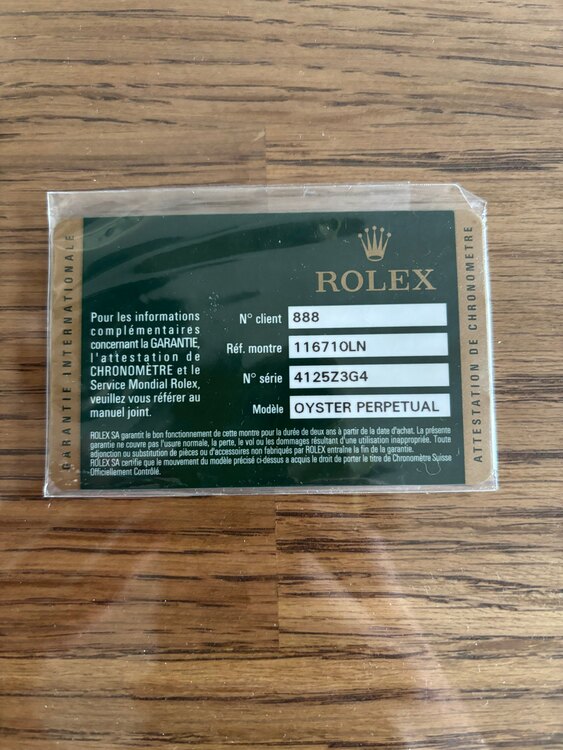 GARANTIE INTERNATIONALE
ROLEX
Pour les informations
complémentaires
concernant la GARANTIE,
l'attestation de
CHRONOMÈTRE et le
Service Mondial Rolex,
veuillez vous référer au
manuel joint.
N° client 888
Réf. montre 116710LN
N° série 4125Z3G4
Modèle OYSTER PERPETUAL
ROLEX SA garantit le bon fonctionnement de cette montre pour la durée de deux ans à partir de la date d'achat. La présente
garantie ne couvre pas l'usure normale, la perte, le vol ou les dommages résultant d'une utilisation inappropriée. Toute
adjonction ou substitution de pièces ou d'accessoires non fabriqués par ROLEX entraîne la fin de la garantie.
ROLEX SA certifie que le mouvement du modèle précisé ci-dessus a acquis le droit de porter le titre de Chronomètre Suisse
Officiellement Contrôlé.
ATTESTATION DE CHRONOMETRE